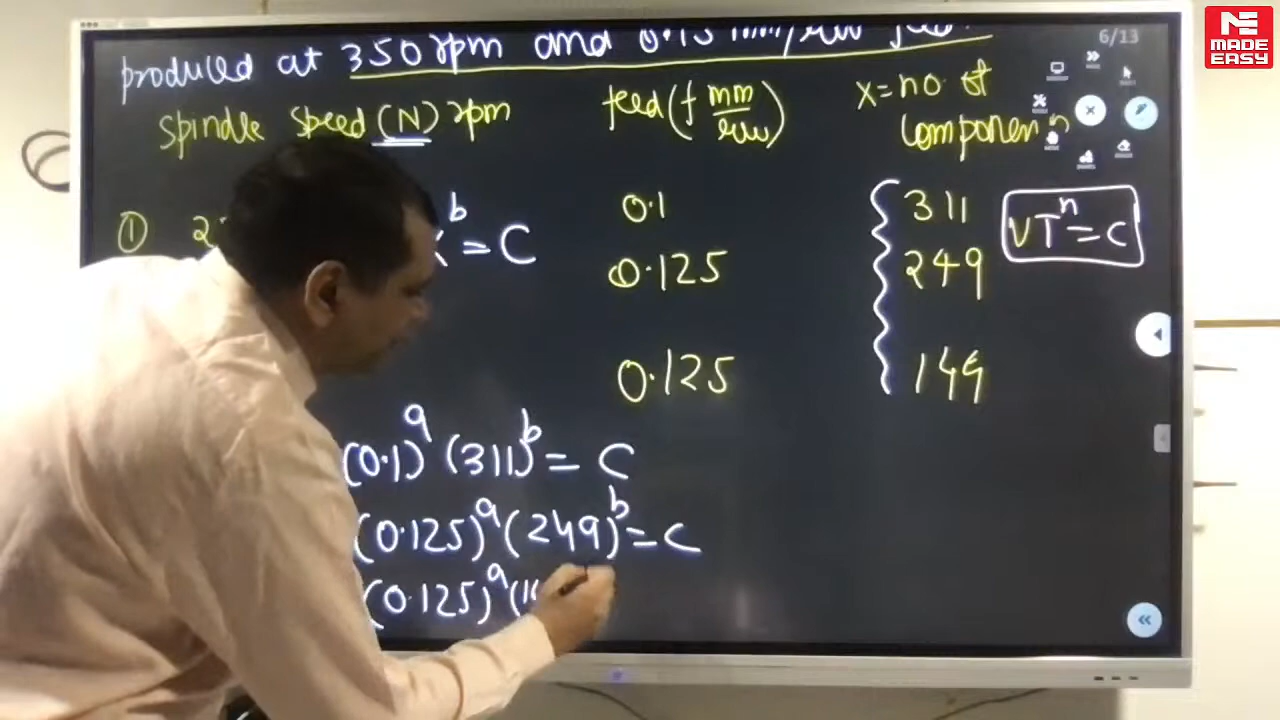 produced at 350 rpm and 0.15 mm/rev feed.
6/13
MADE EASY
Spindle Speed (N) rpm
feed (f mm/rev)
x = no. of components
① 2
b = C
0.1
311
VTⁿ = C
0.125
249
0.125
149
(0.1)ᵃ (311)ᵇ = C
(0.125)ᵃ (249)ᵇ = C
(0.125)ᵃ (1